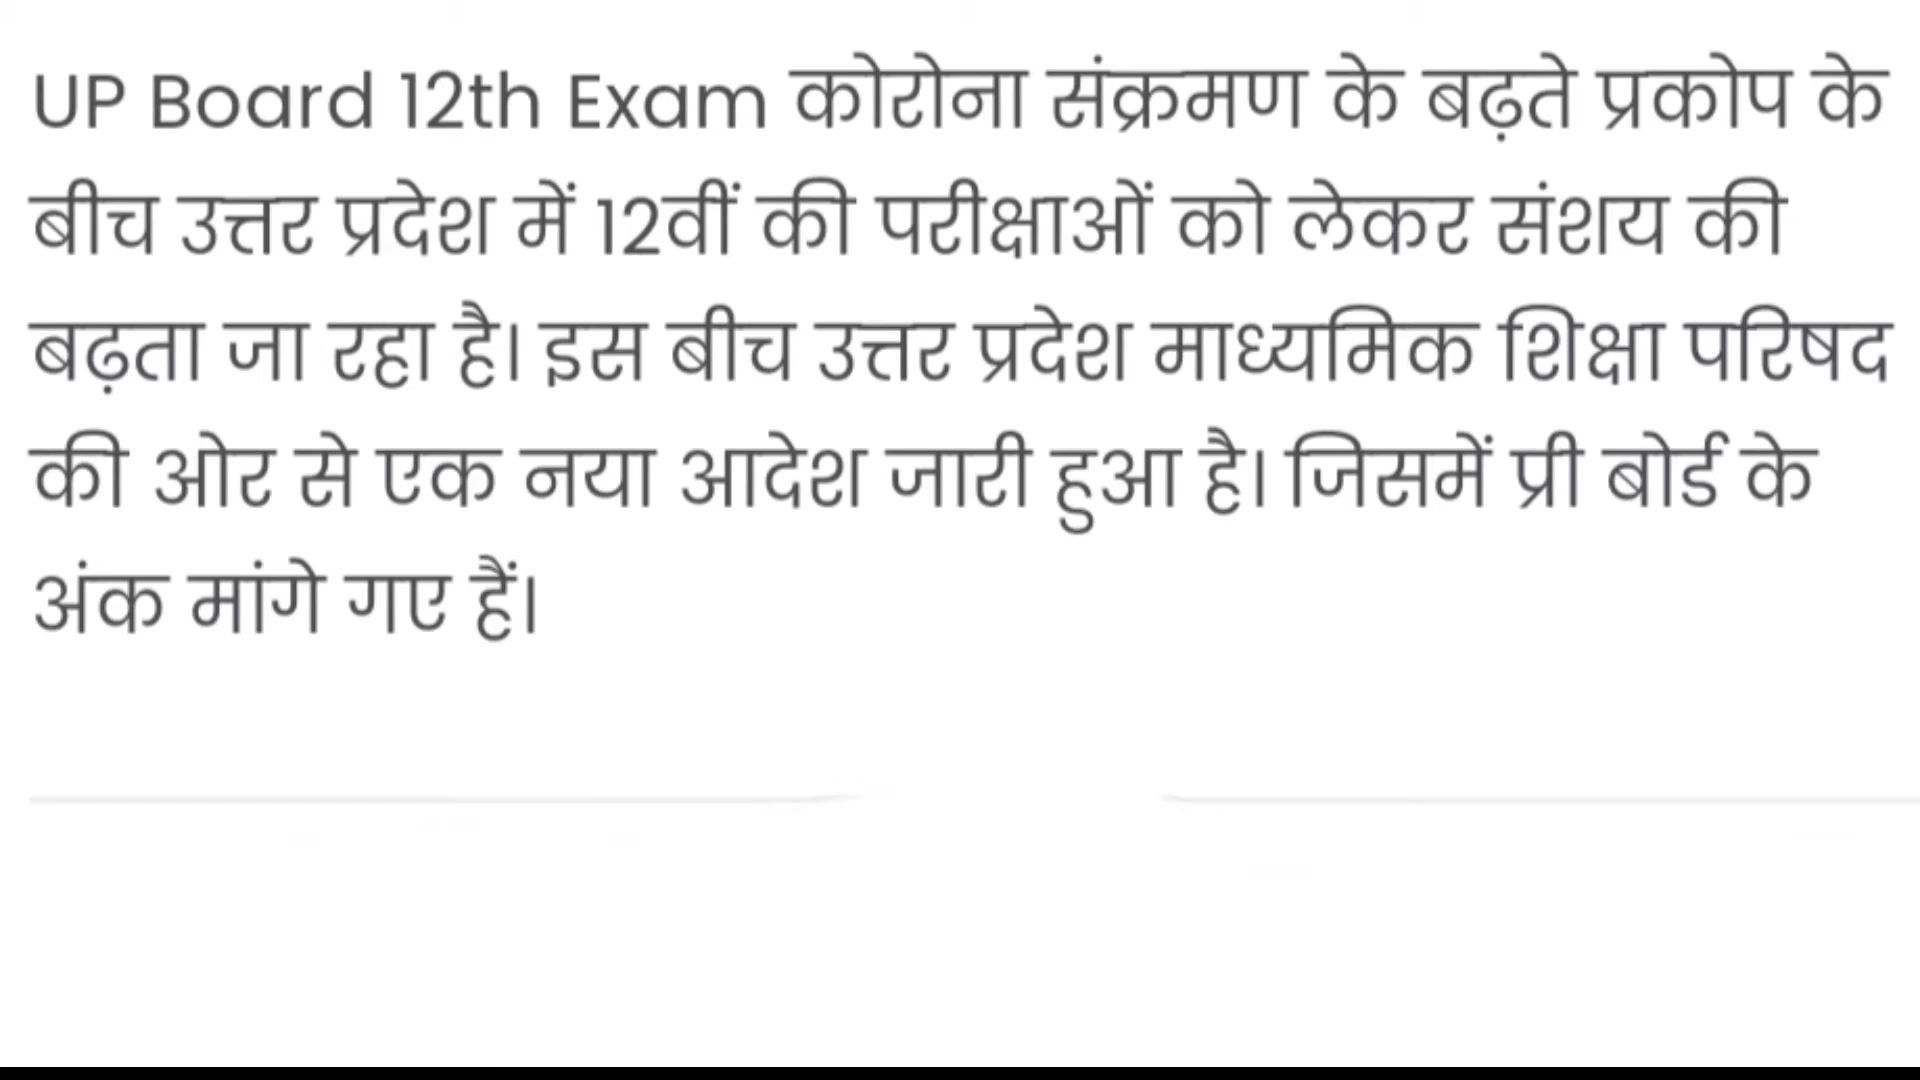 UP Board 12th Exam कोरोना संक्रमण के बढ़ते प्रकोप के
बीच उत्तर प्रदेश में 12वीं की परीक्षाओं को लेकर संशय की
बढ़ता जा रहा है। इस बीच उत्तर प्रदेश माध्यमिक शिक्षा परिषद
की ओर से एक नया आदेश जारी हुआ है। जिसमें प्री बोर्ड के
अंक मांगे गए हैं।